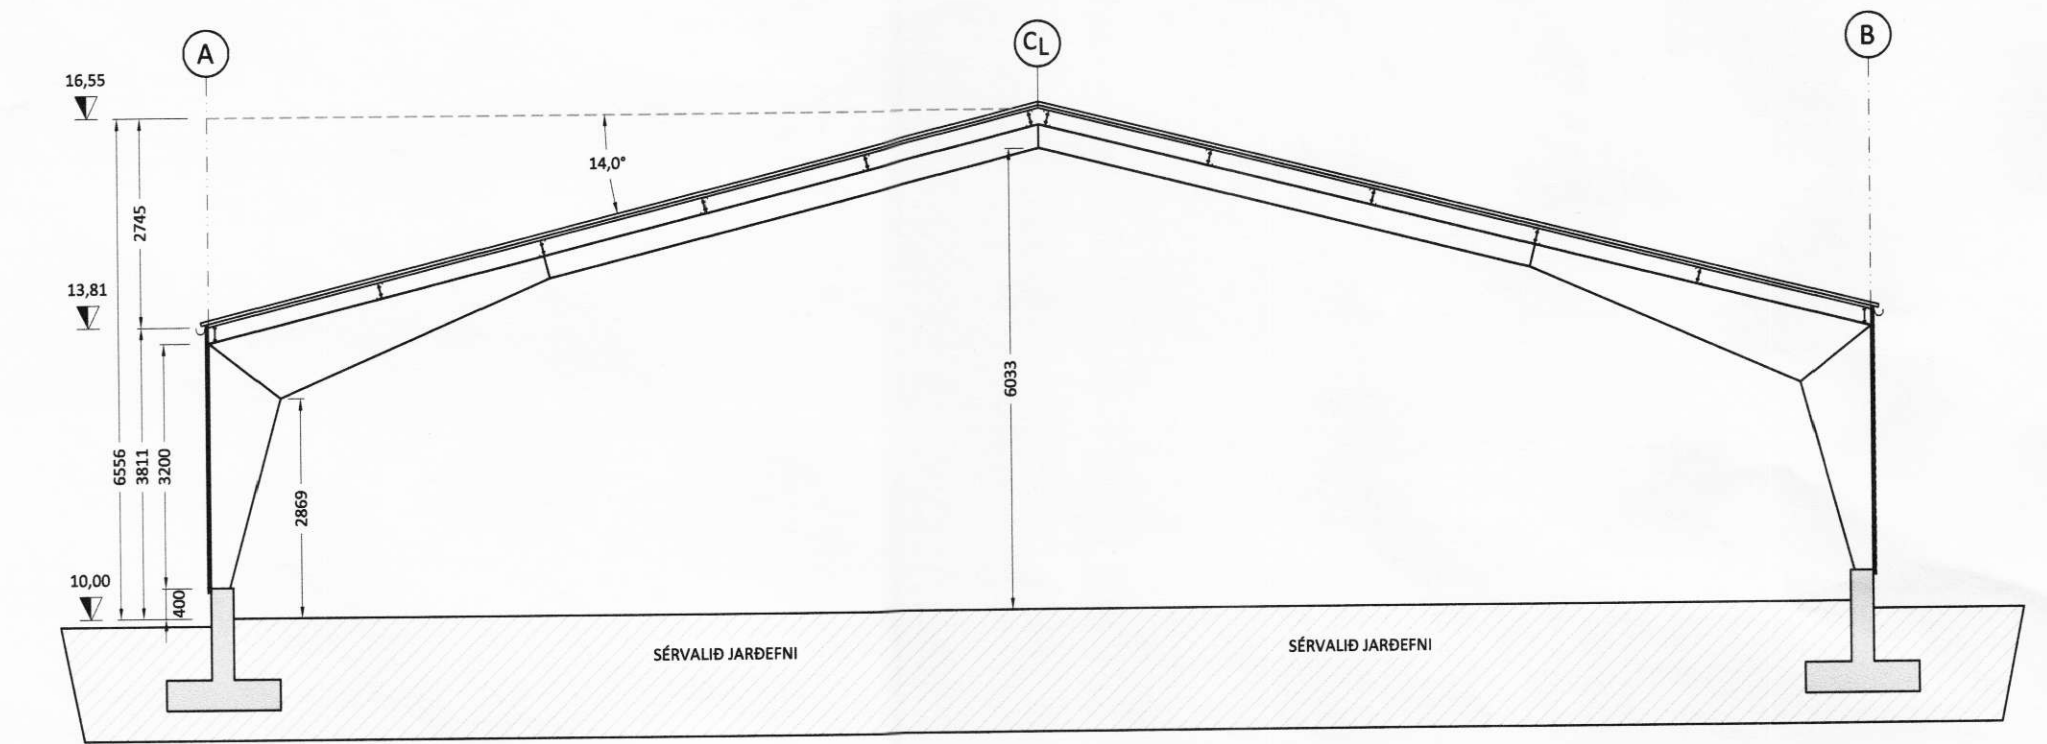 A
CL
B
16,55
14,0°
2745
13,81
6033
6556
3811
3200
2869
10,00
400
SÉRVALIÐ JARÐEFNI
SÉRVALIÐ JARÐEFNI